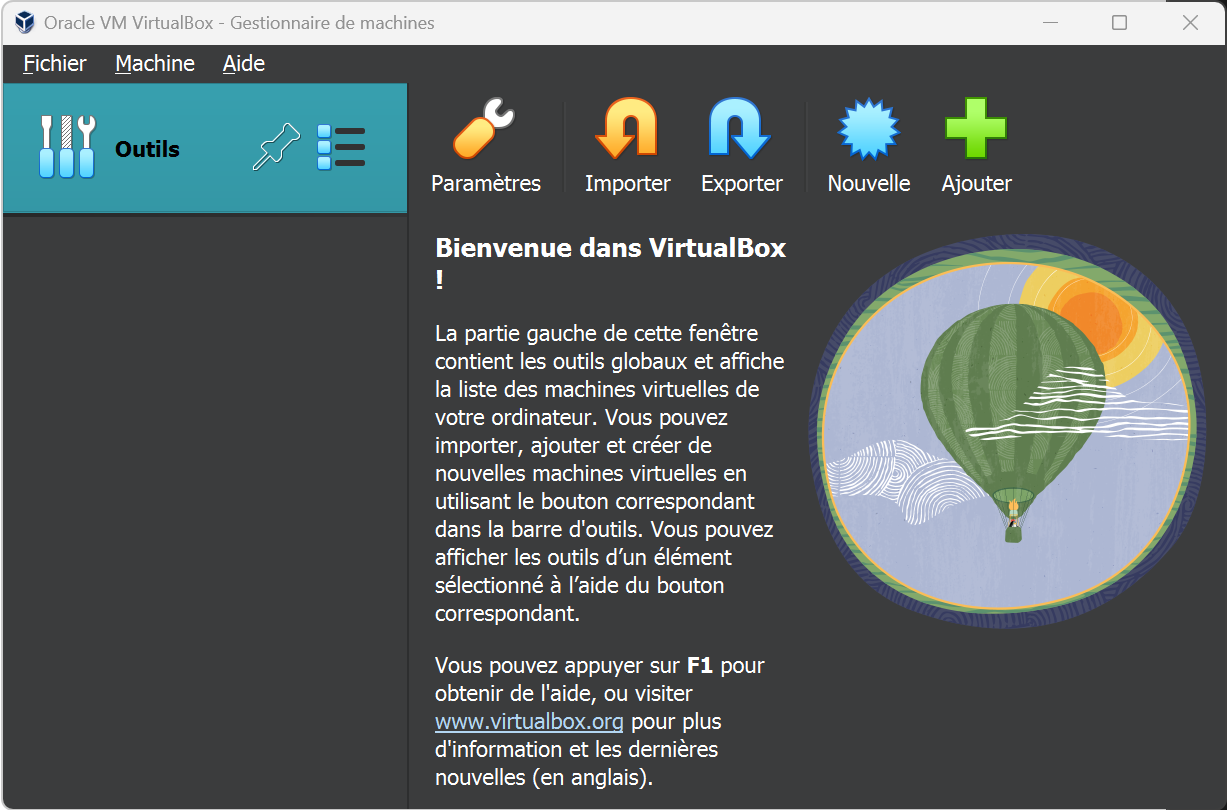 Oracle VM VirtualBox - Gestionnaire de machines
Fichier Machine Aide
Outils
Paramètres Importer Exporter Nouvelle Ajouter
Bienvenue dans VirtualBox
!
La partie gauche de cette fenêtre
contient les outils globaux et affiche
la liste des machines virtuelles de
votre ordinateur. Vous pouvez
importer, ajouter et créer de
nouvelles machines virtuelles en
utilisant le bouton correspondant
dans la barre d'outils. Vous pouvez
afficher les outils d’un élément
sélectionné à l’aide du bouton
correspondant.
Vous pouvez appuyer sur F1 pour
obtenir de l'aide, ou visiter
www.virtualbox.org pour plus
d'information et les dernières
nouvelles (en anglais).